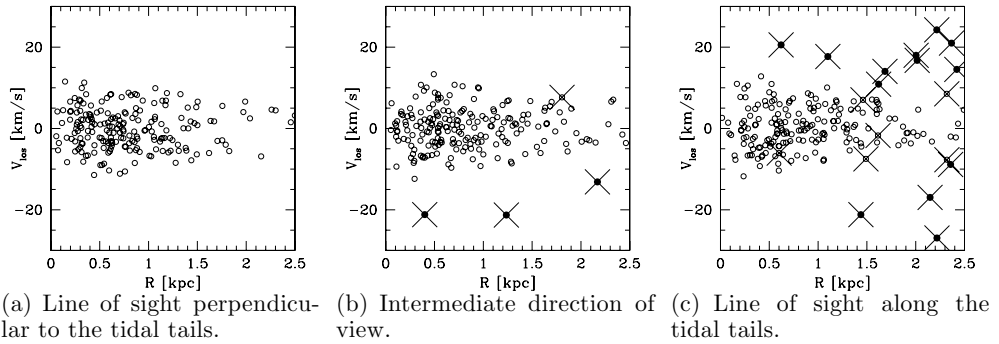 20
0
−20
V_los [km/s]
0 0.5 1 1.5 2 2.5
R [kpc]
(a) Line of sight perpendicu-
lar to the tidal tails.
20
0
−20
V_los [km/s]
0 0.5 1 1.5 2 2.5
R [kpc]
(b) Intermediate direction of
view.
20
0
−20
V_los [km/s]
0 0.5 1 1.5 2 2.5
R [kpc]
(c) Line of sight along the
tidal tails.